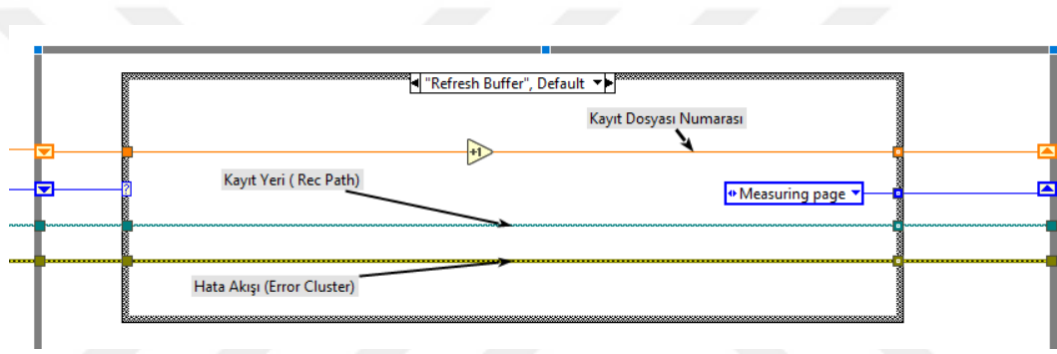 "Refresh Buffer", Default
Kayıt Dosyası Numarası
+1
Kayıt Yeri ( Rec Path)
?
Measuring page
Hata Akışı (Error Cluster)